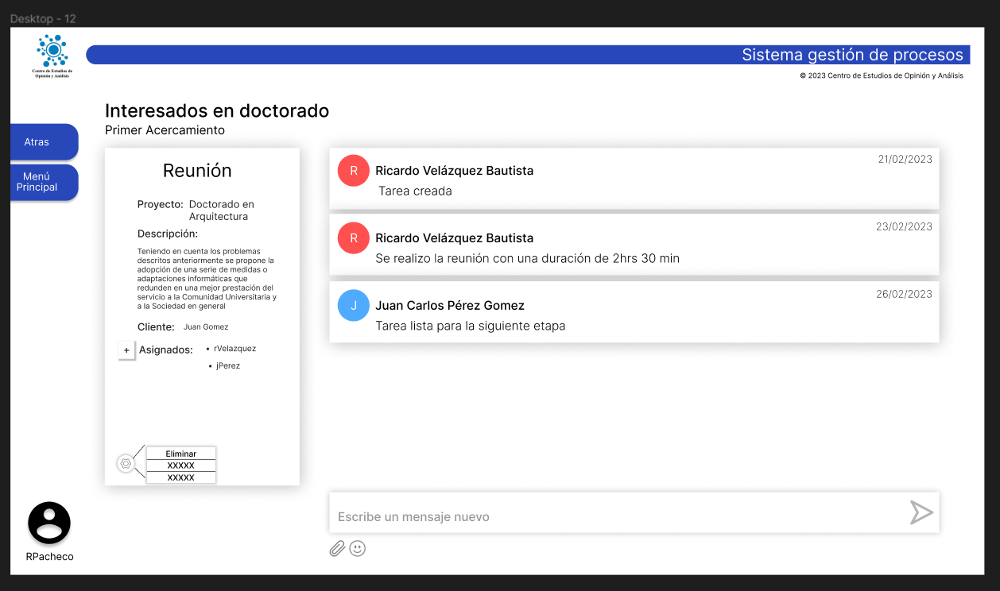 Desktop - 12
Centro de Estudios de
Opinión y Análisis
Sistema gestión de procesos
© 2023 Centro de Estudios de Opinión y Análisis
Interesados en doctorado
Primer Acercamiento
Atras
Menú
Principal
Reunión
Proyecto: Doctorado en
Arquitectura
Descripción:
Teniendo en cuenta los problemas
descritos anteriormente se propone la
adopción de una serie de medidas o
adaptaciones informáticas que
redunden en una mejor prestación del
servicio a la Comunidad Universitaria y
a la Sociedad en general
Cliente: Juan Gomez
+ Asignados: • rVelazquez
• jPerez
Eliminar
XXXXX
XXXXX
21/02/2023
R Ricardo Velázquez Bautista
Tarea creada
23/02/2023
R Ricardo Velázquez Bautista
Se realizo la reunión con una duración de 2hrs 30 min
26/02/2023
J Juan Carlos Pérez Gomez
Tarea lista para la siguiente etapa
Escribe un mensaje nuevo
RPacheco